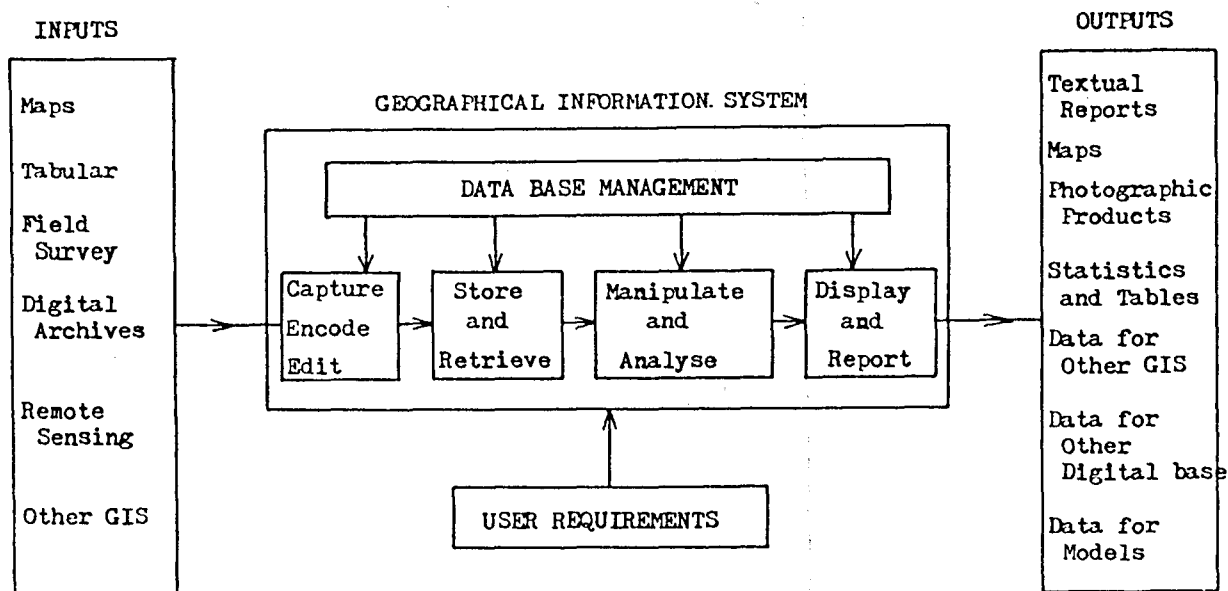 INPUTS
Maps
Tabular
Field
Survey
Digital
Archives
Remote
Sensing
Other GIS
GEOGRAPHICAL INFORMATION. SYSTEM
DATA BASE MANAGEMENT
Capture
Encode
Edit
Store
and
Retrieve
Manipulate
and
Analyse
Display
and
Report
USER REQUIREMENTS
OUTPUTS
Textual
Reports
Maps
Photographic
Products
Statistics
and Tables
Data for
Other GIS
Data for
Other
Digital base
Data for
Models